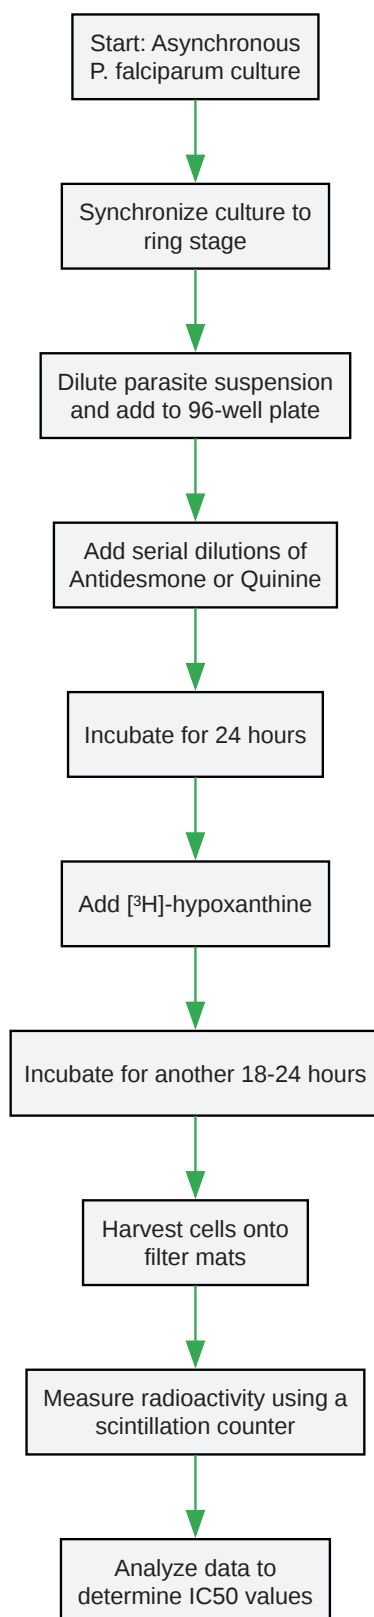 Start: Asynchronous
P. falciparum culture
Synchronize culture to
ring stage
Dilute parasite suspension
and add to 96-well plate
Add serial dilutions of
Antidesmone or Quinine
Incubate for 24 hours
Add [³H]-hypoxanthine
Incubate for another 18-24 hours
Harvest cells onto
filter mats
Measure radioactivity using a
scintillation counter
Analyze data to
determine IC50 values